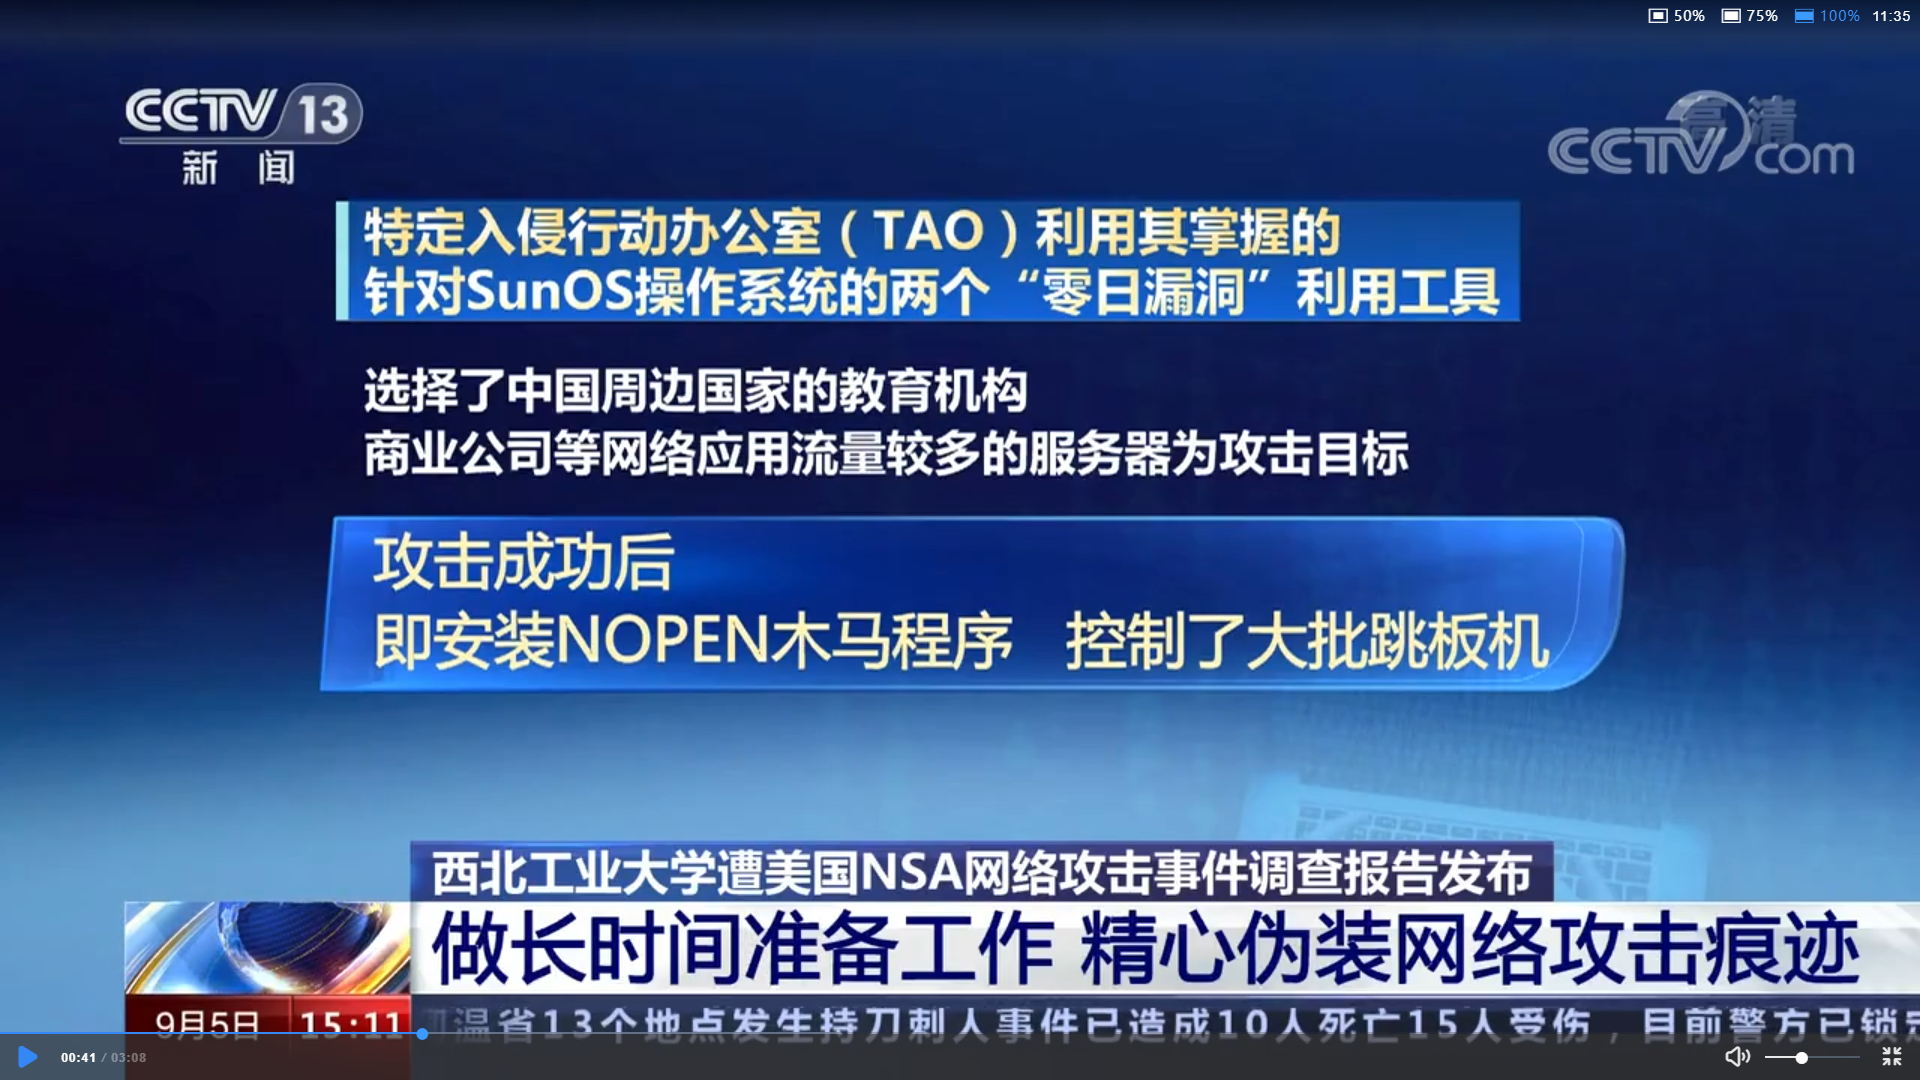 50% 75% 100% 11:35
CCTV 13
新 闻
高清
CCTV.com
特定入侵行动办公室（TAO）利用其掌握的
针对SunOS操作系统的两个“零日漏洞”利用工具
选择了中国周边国家的教育机构
商业公司等网络应用流量较多的服务器为攻击目标
攻击成功后
即安装NOPEN木马程序 控制了大批跳板机
西北工业大学遭美国NSA网络攻击事件调查报告发布
做长时间准备工作 精心伪装网络攻击痕迹
9月5日 15:11 温省13个地点发生持刀刺人事件已造成10人死亡15人受伤，目前警方已锁定
00:41 / 03:08